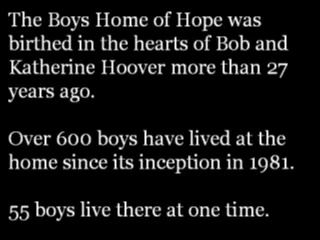 The Boys Home of Hope was
birthed in the hearts of Bob and
Katherine Hoover more than 27
years ago.
Over 600 boys have lived at the
home since its inception in 1981.
55 boys live there at one time.